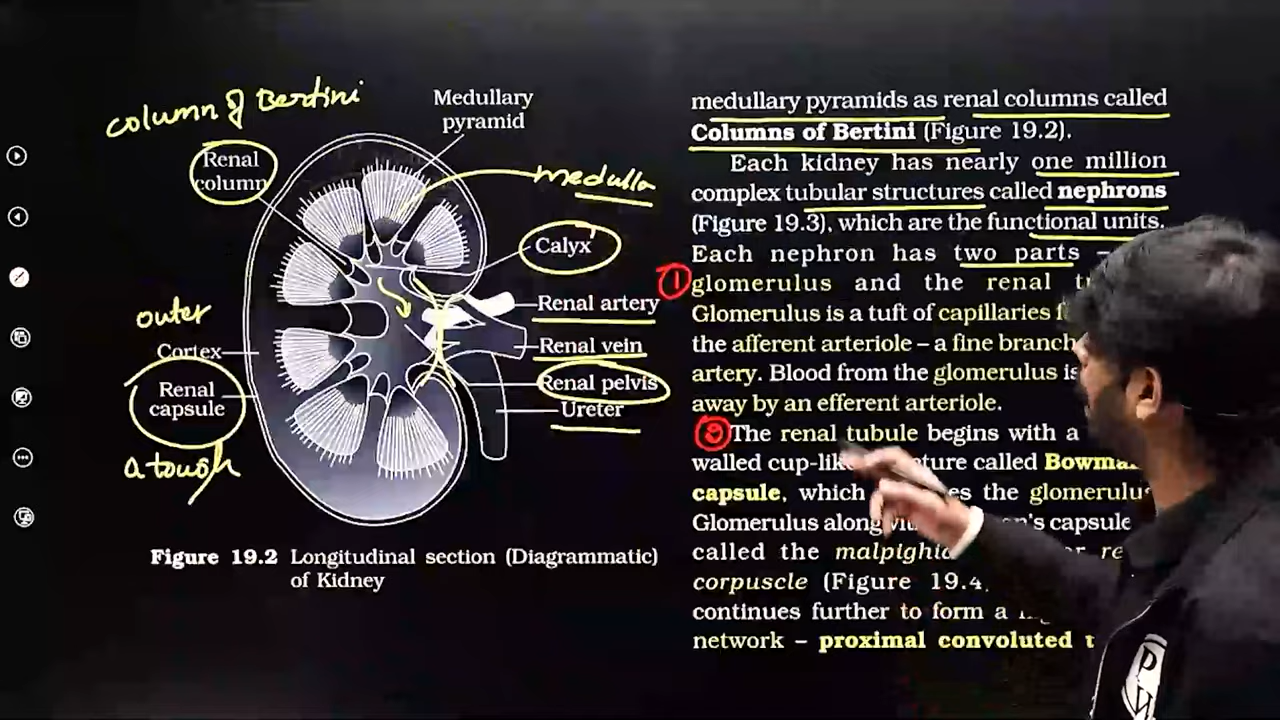 column of Bertini
Medullary
pyramid
Renal
column
medulla
Calyx
Renal artery
outer
Cortex
Renal vein
Renal
capsule
Renal pelvis
Ureter
a tough
Figure 19.2 Longitudinal section (Diagrammatic)
of Kidney
medullary pyramids as renal columns called
Columns of Bertini (Figure 19.2).
Each kidney has nearly one million
complex tubular structures called nephrons
(Figure 19.3), which are the functional units.
Each nephron has two parts –
1 glomerulus and the renal
Glomerulus is a tuft of capillaries
the afferent arteriole – a fine branch
artery. Blood from the glomerulus is
away by an efferent arteriole.
2 The renal tubule begins with a
walled cup-like called
capsule, which the glomerulus
Glomerulus along capsule
called the
corpuscle (Figure 19.4
continues further to form a
network – proximal convoluted
PW